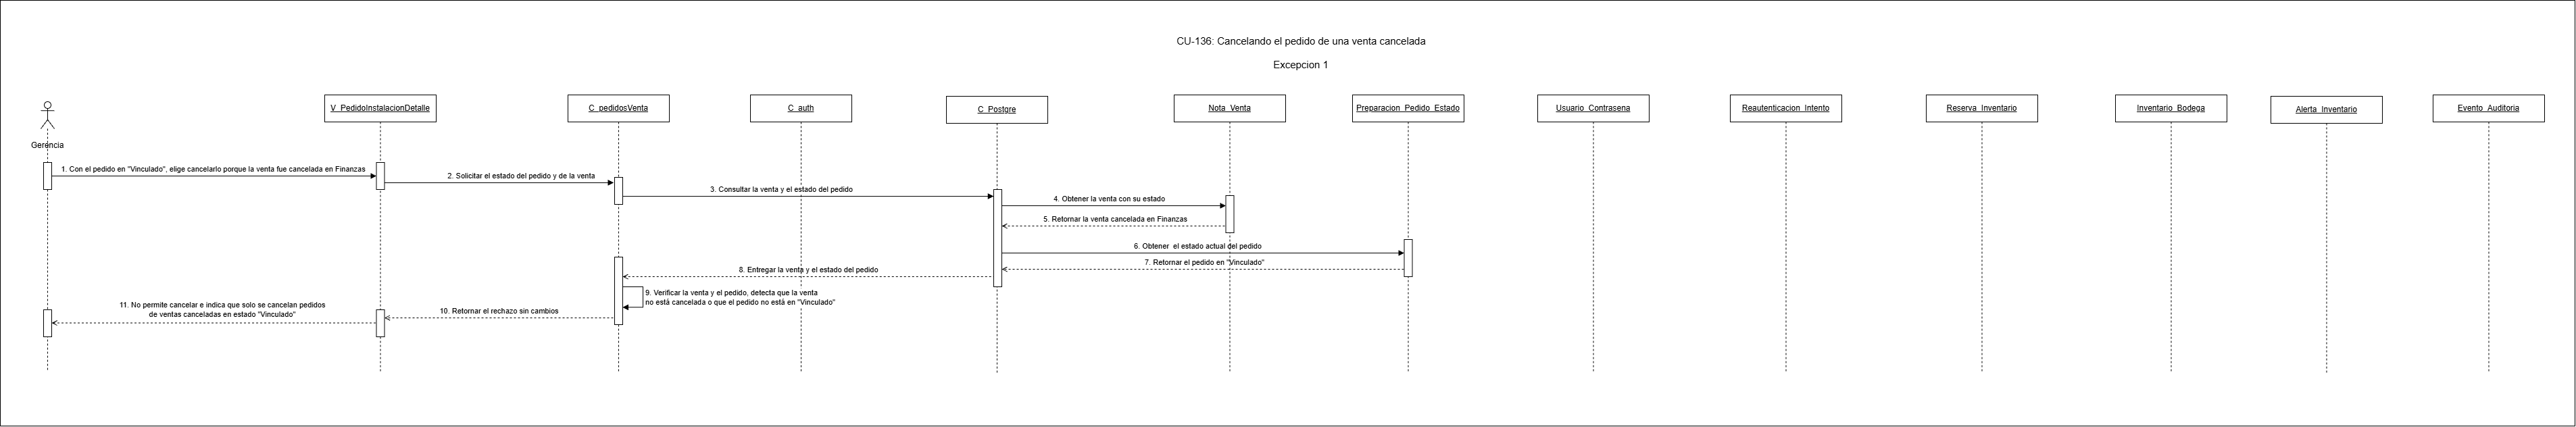 CU-136: Cancelando el pedido de una venta cancelada
Excepcion 1
Gerencia
V_PedidoInstalacionDetalle
C_pedidosVenta
C_auth
C_Postgre
Nota_Venta
Preparacion_Pedido_Estado
Usuario_Contrasena
Reautenticacion_Intento
Reserva_Inventario
Inventario_Bodega
Alerta_Inventario
Evento_Auditoria
1. Con el pedido en "Vinculado", elige cancelarlo porque la venta fue cancelada en Finanzas
2. Solicitar el estado del pedido y de la venta
3. Consultar la venta y el estado del pedido
4. Obtener la venta con su estado
5. Retornar la venta cancelada en Finanzas
6. Obtener  el estado actual del pedido
7. Retornar el pedido en "Vinculado"
8. Entregar la venta y el estado del pedido
9. Verificar la venta y el pedido, detecta que la venta
no está cancelada o que el pedido no está en "Vinculado"
10. Retornar el rechazo sin cambios
11. No permite cancelar e indica que solo se cancelan pedidos
de ventas canceladas en estado "Vinculado"